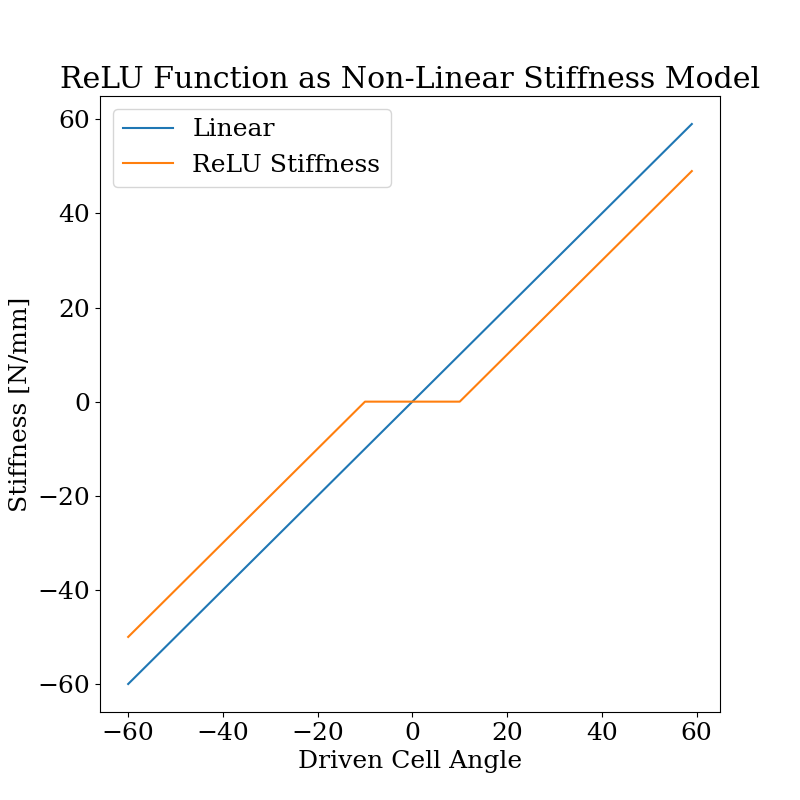 ReLU Function as Non-Linear Stiffness Model
Linear
ReLU Stiffness
60
40
20
0
−20
−40
−60
Stiffness [N/mm]
−60 −40 −20 0 20 40 60
Driven Cell Angle